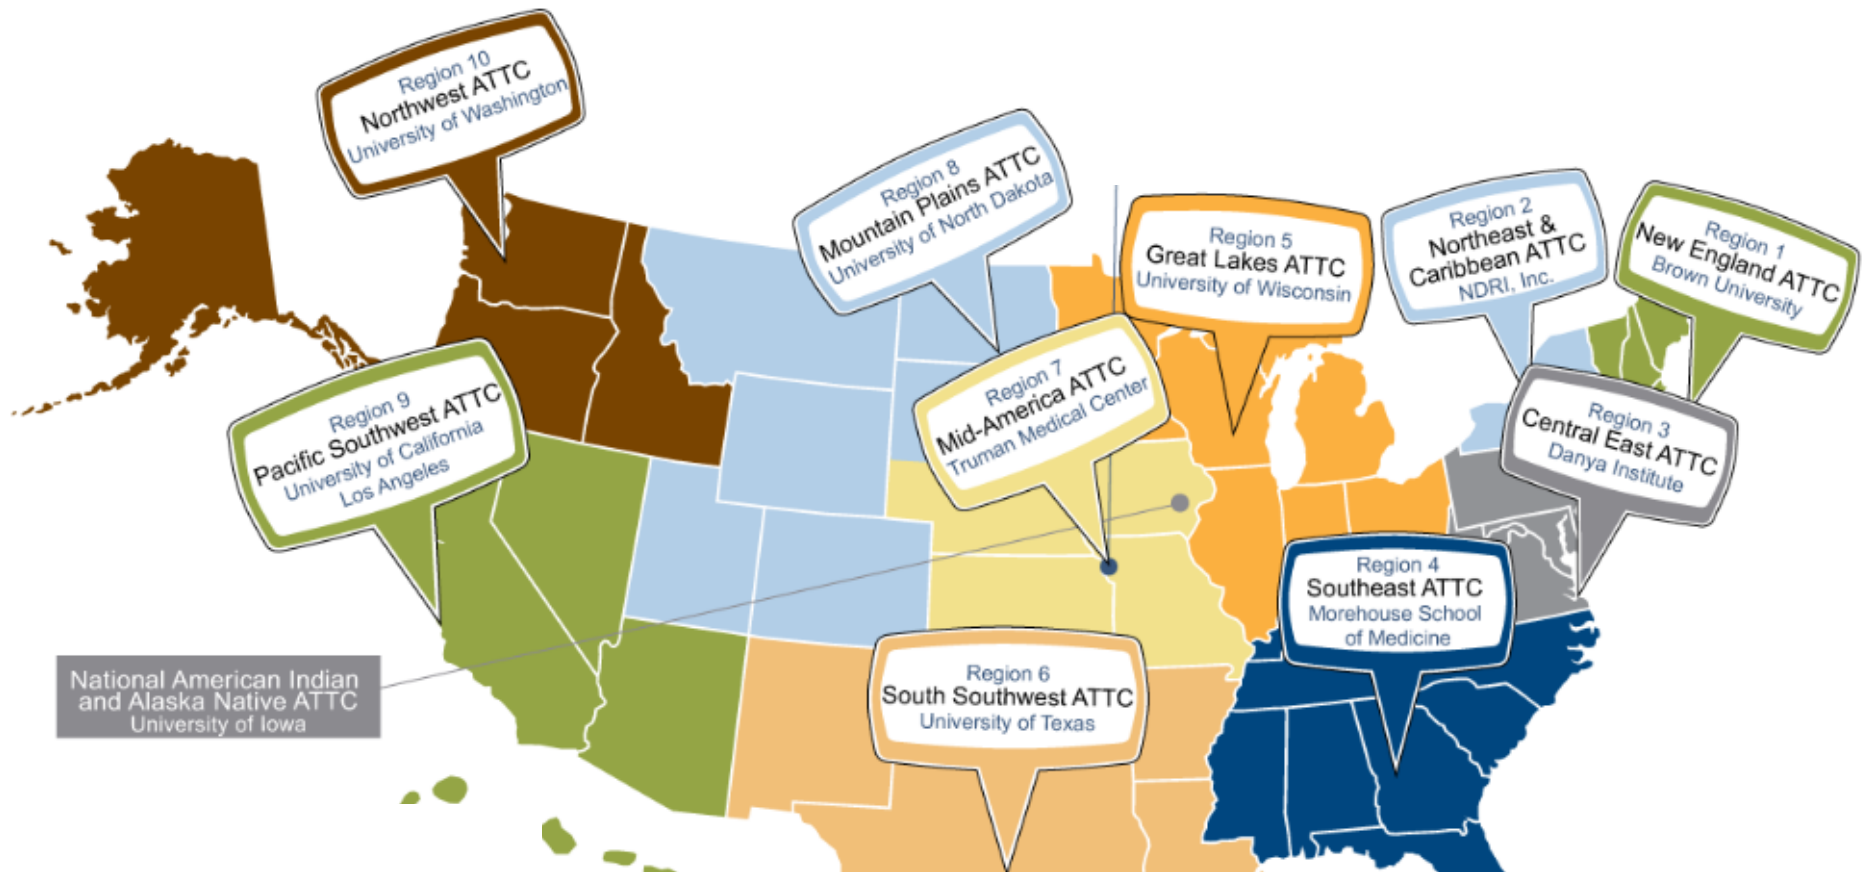 Region 10
Northwest ATTC
University of Washington
Region 8
Mountain Plains ATTC
University of North Dakota
Region 5
Great Lakes ATTC
University of Wisconsin
Region 2
Northeast &
Caribbean ATTC
NDRI, Inc.
Region 1
New England ATTC
Brown University
Region 9
Pacific Southwest ATTC
University of California
Los Angeles
Region 7
Mid-America ATTC
Truman Medical Center
Region 3
Central East ATTC
Danya Institute
Region 4
Southeast ATTC
Morehouse School
of Medicine
National American Indian
and Alaska Native ATTC
University of Iowa
Region 6
South Southwest ATTC
University of Texas